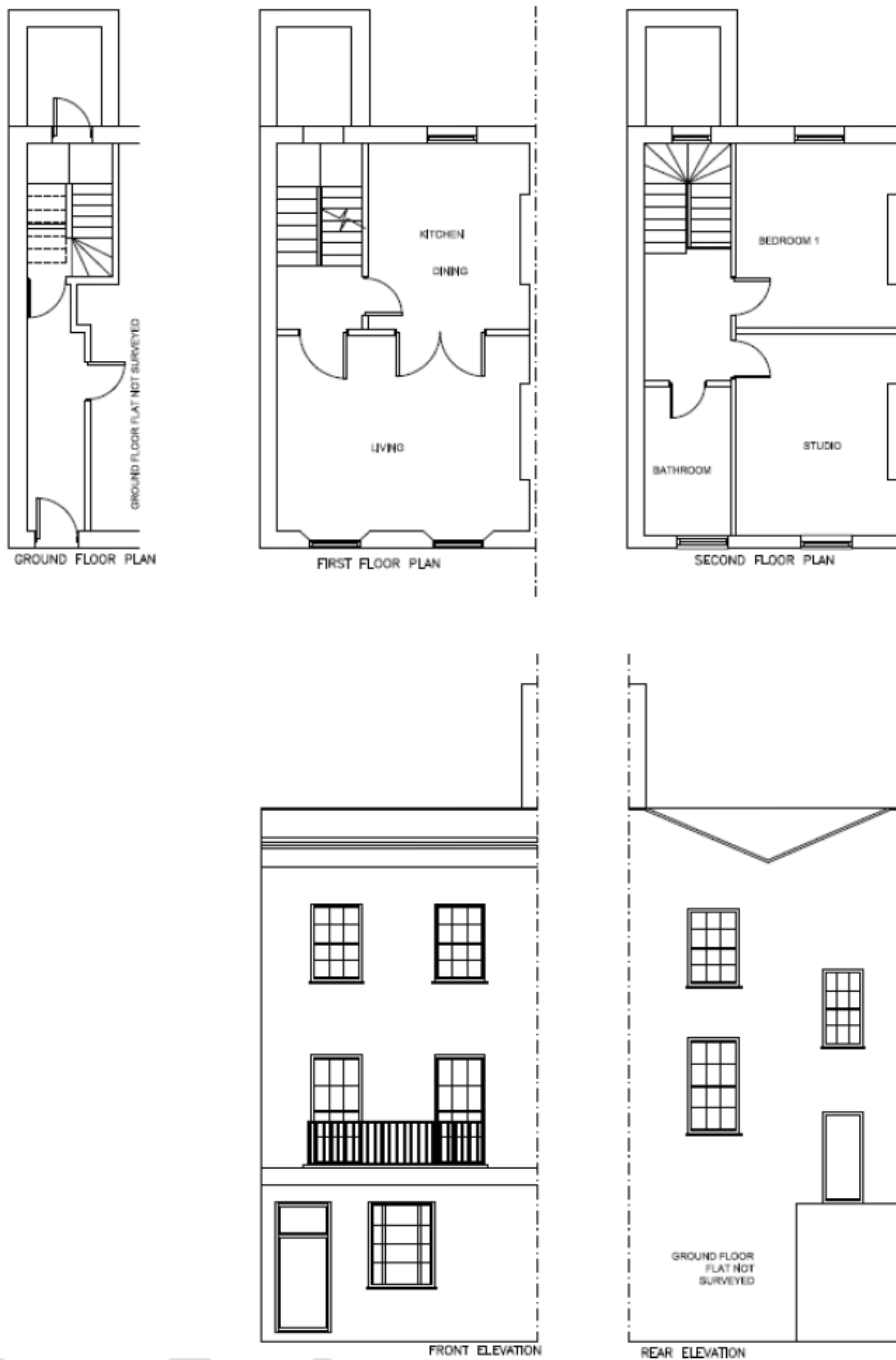 KITCHEN
DINING
BEDROOM 1
GROUND FLOOR FLAT NOT SURVEYED
LIVING
BATHROOM
STUDIO
GROUND FLOOR PLAN
FIRST FLOOR PLAN
SECOND FLOOR PLAN
GROUND FLOOR
FLAT NOT
SURVEYED
FRONT ELEVATION
REAR ELEVATION